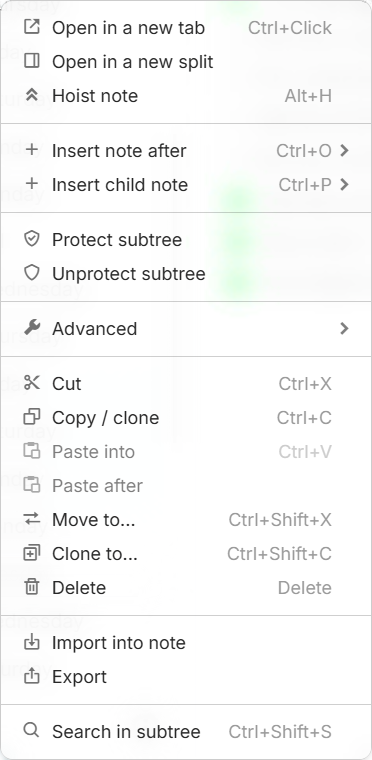 Open in a new tab Ctrl+Click
Open in a new split
Hoist note Alt+H
Insert note after Ctrl+O
Insert child note Ctrl+P
Protect subtree
Unprotect subtree
Advanced
Cut Ctrl+X
Copy / clone Ctrl+C
Paste into Ctrl+V
Paste after
Move to... Ctrl+Shift+X
Clone to... Ctrl+Shift+C
Delete Delete
Import into note
Export
Search in subtree Ctrl+Shift+S